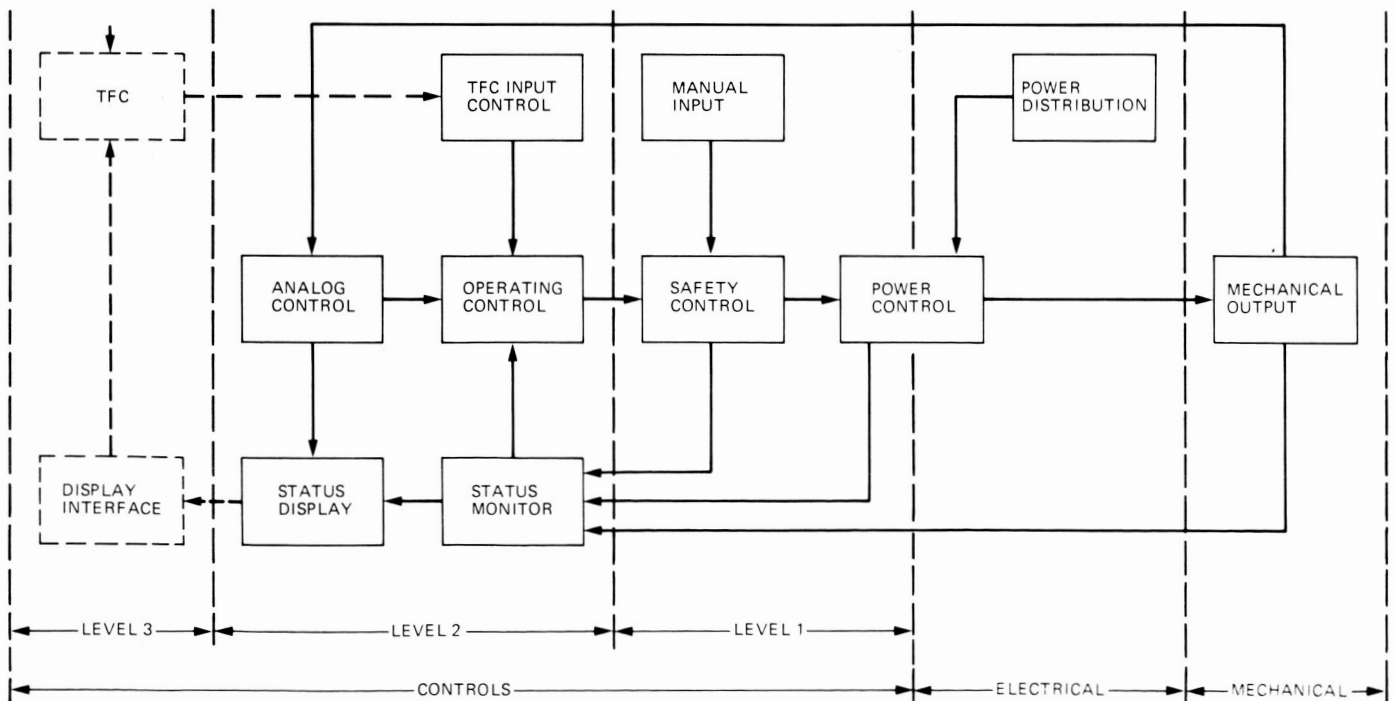 TFC
TFC INPUT
CONTROL
MANUAL
INPUT
POWER
DISTRIBUTION
ANALOG
CONTROL
OPERATING
CONTROL
SAFETY
CONTROL
POWER
CONTROL
MECHANICAL
OUTPUT
DISPLAY
INTERFACE
STATUS
DISPLAY
STATUS
MONITOR
LEVEL 3
LEVEL 2
LEVEL 1
CONTROLS
ELECTRICAL
MECHANICAL